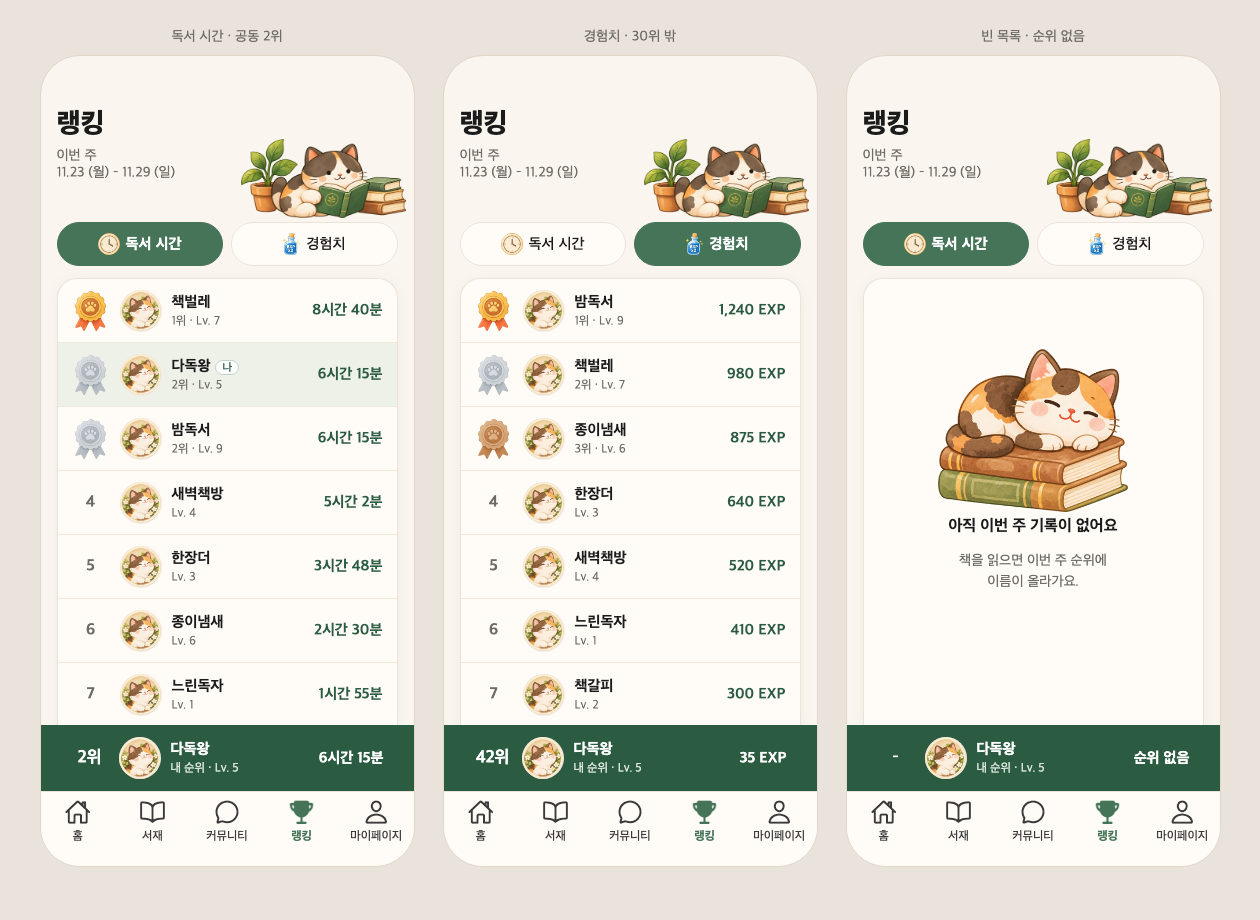 독서 시간 · 공동 2위
랭킹
이번 주
11.23 (월) - 11.29 (일)
독서 시간
경험치
책벌레
1위 · Lv. 7
8시간 40분
다독왕 나
2위 · Lv. 5
6시간 15분
밤독서
2위 · Lv. 9
6시간 15분
4
새벽책방
Lv. 4
5시간 2분
5
한장더
Lv. 3
3시간 48분
6
종이냄새
Lv. 6
2시간 30분
7
느린독자
Lv. 1
1시간 55분
2위
다독왕
내 순위 · Lv. 5
6시간 15분
홈
서재
커뮤니티
랭킹
마이페이지
경험치 · 30위 밖
랭킹
이번 주
11.23 (월) - 11.29 (일)
독서 시간
경험치
밤독서
1위 · Lv. 9
1,240 EXP
책벌레
2위 · Lv. 7
980 EXP
종이냄새
3위 · Lv. 6
875 EXP
4
한장더
Lv. 3
640 EXP
5
새벽책방
Lv. 4
520 EXP
6
느린독자
Lv. 1
410 EXP
7
책갈피
Lv. 2
300 EXP
42위
다독왕
내 순위 · Lv. 5
35 EXP
홈
서재
커뮤니티
랭킹
마이페이지
빈 목록 · 순위 없음
랭킹
이번 주
11.23 (월) - 11.29 (일)
독서 시간
경험치
아직 이번 주 기록이 없어요
책을 읽으면 이번 주 순위에
이름이 올라가요.
-
다독왕
내 순위 · Lv. 5
순위 없음
홈
서재
커뮤니티
랭킹
마이페이지